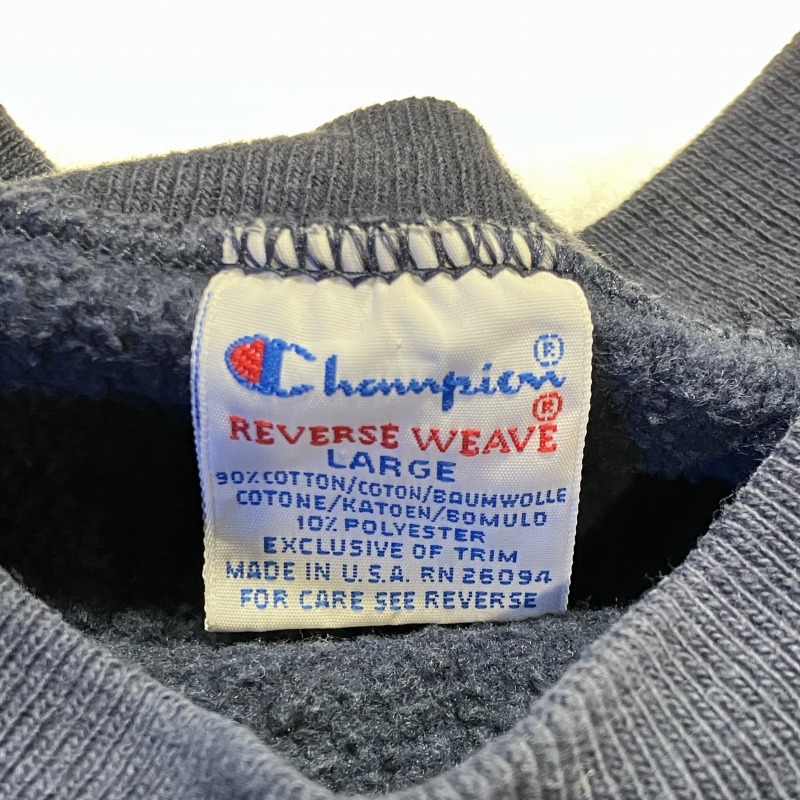 Champion®
REVERSE WEAVE®
LARGE
90% COTTON/COTON/BAUMWOLLE
COTONE/KATOEN/BOMULD
10% POLYESTER
EXCLUSIVE OF TRIM
MADE IN U.S.A. RN 26094
FOR CARE SEE REVERSE